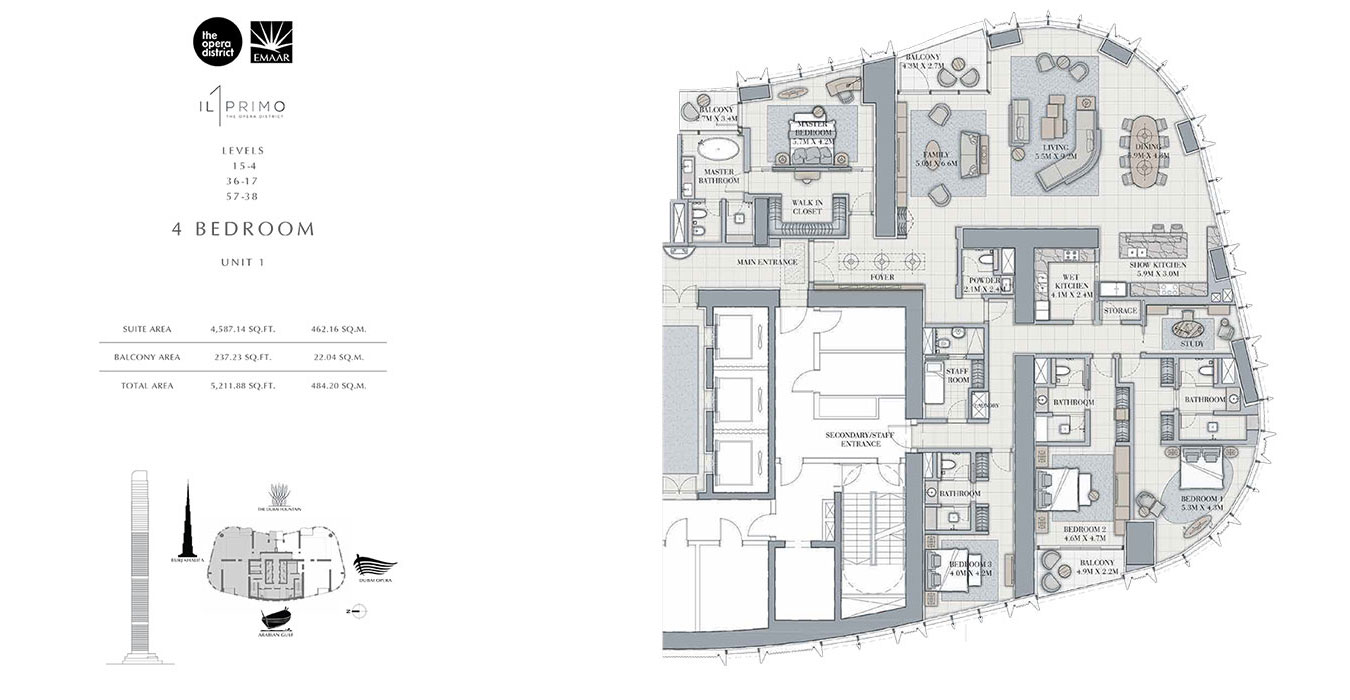 the
opera
district
EMAAR
IL PRIMO
THE OPERA DISTRICT
LEVELS
15-4
36-17
57-38
4 BEDROOM
UNIT 1
SUITE AREA 4,587.14 SQ.FT. 462.16 SQ.M.
BALCONY AREA 237.23 SQ.FT. 22.04 SQ.M.
TOTAL AREA 5,211.88 SQ.FT. 484.20 SQ.M.
THE DUBAI FOUNTAIN
BURJ KHALIFA
DUBAI OPERA
ARABIAN GULF
N
BALCONY
4.3M X 2.7M
BALCONY
2.7M X 3.4M
MASTER
BEDROOM
5.7M X 4.2M
FAMILY
5.0M X 6.6M
LIVING
5.5M X 9.2M
DINING
MASTER
BATHROOM
WALK IN
CLOSET
MAIN ENTRANCE
FOYER
POWDER
2.1M X 2.4M
WET
KITCHEN
4.1M X 2.4M
SHOW KITCHEN
5.9M X 3.0M
STORAGE
STUDY
STAFF
ROOM
LAUNDRY
BATHROOM
BATHROOM
SECONDARY/STAFF
ENTRANCE
BATHROOM
BEDROOM 1
5.3M X 4.3M
BEDROOM 2
4.6M X 4.7M
BEDROOM 3
4.0M X 4.2M
BALCONY
4.9M X 2.2M